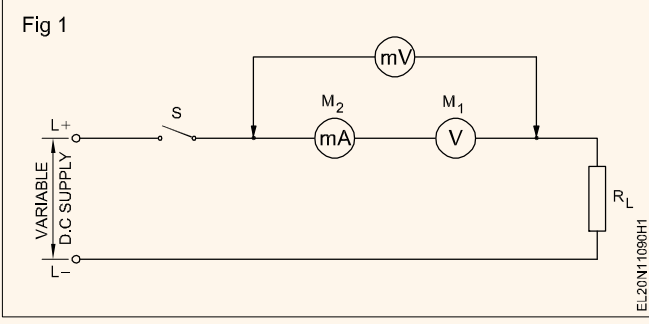 Fig 1
mV
M2
M1
S
L+
mA
V
VARIABLE
D.C SUPPLY
RL
L−
EL20N11090H1